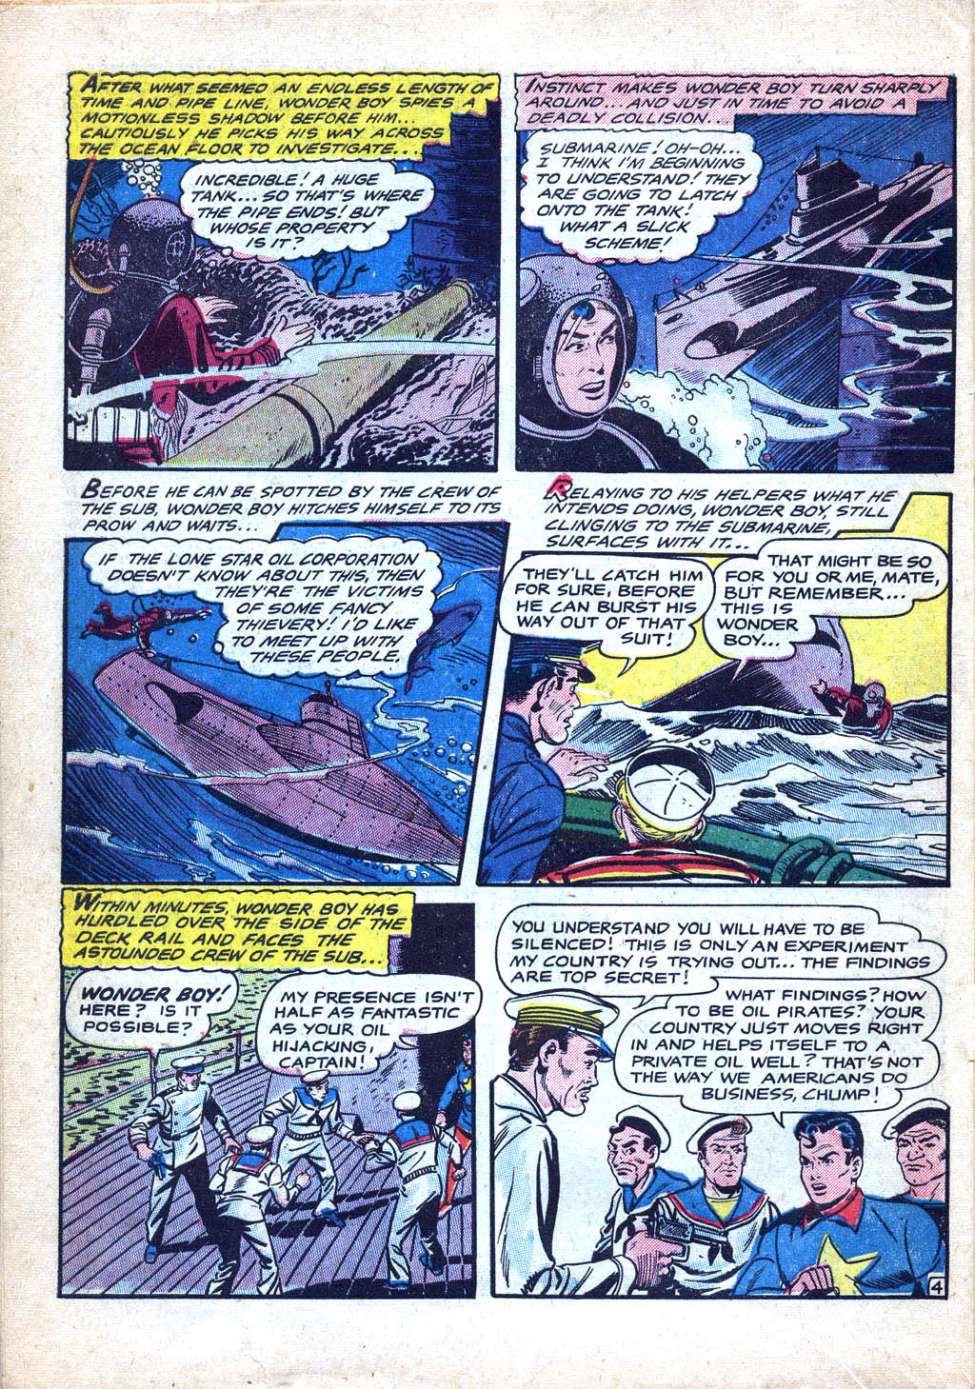 AFTER WHAT SEEMED AN ENDLESS LENGTH OF
TIME AND PIPE LINE, WONDER BOY SPIES A
MOTIONLESS SHADOW BEFORE HIM...
CAUTIOUSLY HE PICKS HIS WAY ACROSS
THE OCEAN FLOOR TO INVESTIGATE...
INCREDIBLE! A HUGE
TANK... SO THAT'S WHERE
THE PIPE ENDS! BUT
WHOSE PROPERTY
IS IT?
INSTINCT MAKES WONDER BOY TURN SHARPLY
AROUND... AND JUST IN TIME TO AVOID A
DEADLY COLLISION...
SUBMARINE! OH-OH...
I THINK I'M BEGINNING
TO UNDERSTAND! THEY
ARE GOING TO LATCH
ONTO THE TANK!
WHAT A SLICK
SCHEME!
BEFORE HE CAN BE SPOTTED BY THE CREW OF
THE SUB, WONDER BOY HITCHES HIMSELF TO ITS
PROW AND WAITS...
IF THE LONE STAR OIL CORPORATION
DOESN'T KNOW ABOUT THIS, THEN
THEY'RE THE VICTIMS
OF SOME FANCY
THIEVERY! I'D LIKE
TO MEET UP WITH
THESE PEOPLE.
RELAYING TO HIS HELPERS WHAT HE
INTENDS DOING, WONDER BOY, STILL
CLINGING TO THE SUBMARINE,
SURFACES WITH IT...
THEY'LL CATCH HIM
FOR SURE, BEFORE
HE CAN BURST HIS
WAY OUT OF THAT
SUIT!
THAT MIGHT BE SO
FOR YOU OR ME, MATE,
BUT REMEMBER...
THIS IS
WONDER
BOY...
WITHIN MINUTES, WONDER BOY HAS
HURDLED OVER THE SIDE OF THE
DECK RAIL AND FACES THE
ASTOUNDED CREW OF THE SUB...
WONDER BOY!
HERE? IS IT
POSSIBLE?
MY PRESENCE ISN'T
HALF AS FANTASTIC
AS YOUR OIL
HIJACKING,
CAPTAIN!
YOU UNDERSTAND YOU WILL HAVE TO BE
SILENCED! THIS IS ONLY AN EXPERIMENT
MY COUNTRY IS TRYING OUT... THE FINDINGS
ARE TOP SECRET!
WHAT FINDINGS? HOW
TO BE OIL PIRATES? YOUR
COUNTRY JUST MOVES RIGHT
IN AND HELPS ITSELF TO A
PRIVATE OIL WELL? THAT'S NOT
THE WAY WE AMERICANS DO
BUSINESS, CHUMP!
4